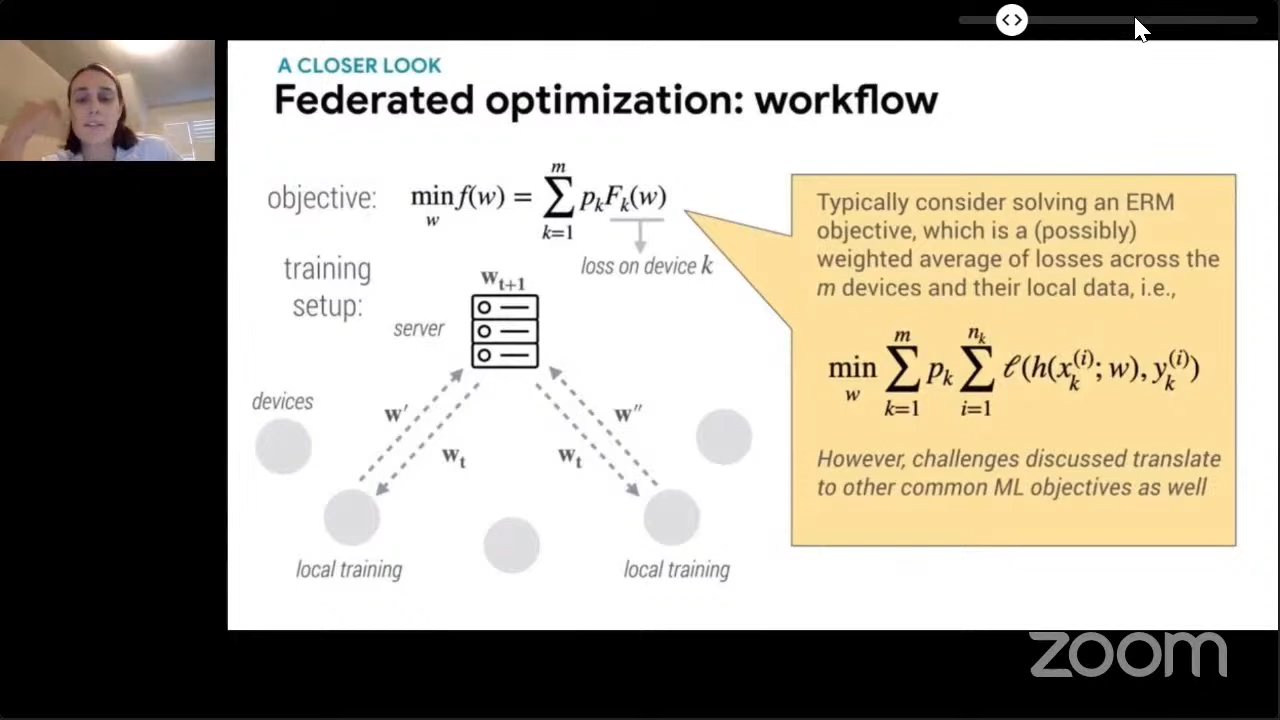 A CLOSER LOOK
Federated optimization: workflow
objective: min_w f(w) = ∑_{k=1}^{m} p_k F_k(w)
loss on device k
training
setup:
w_{t+1}
server
devices
w′
w_t
w_t
w″
local training
local training
Typically consider solving an ERM
objective, which is a (possibly)
weighted average of losses across the
m devices and their local data, i.e.,
min_w ∑_{k=1}^{m} p_k ∑_{i=1}^{n_k} ℓ(h(x_k^{(i)}; w), y_k^{(i)})
However, challenges discussed translate
to other common ML objectives as well
zoom